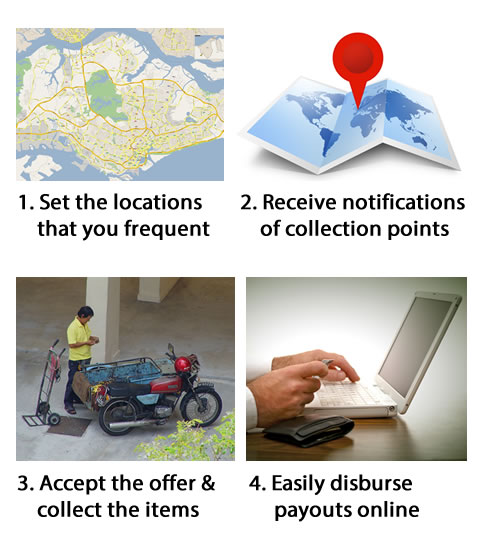 1. Set the locations
that you frequent
2. Receive notifications
of collection points
3. Accept the offer &
collect the items
4. Easily disburse
payouts online